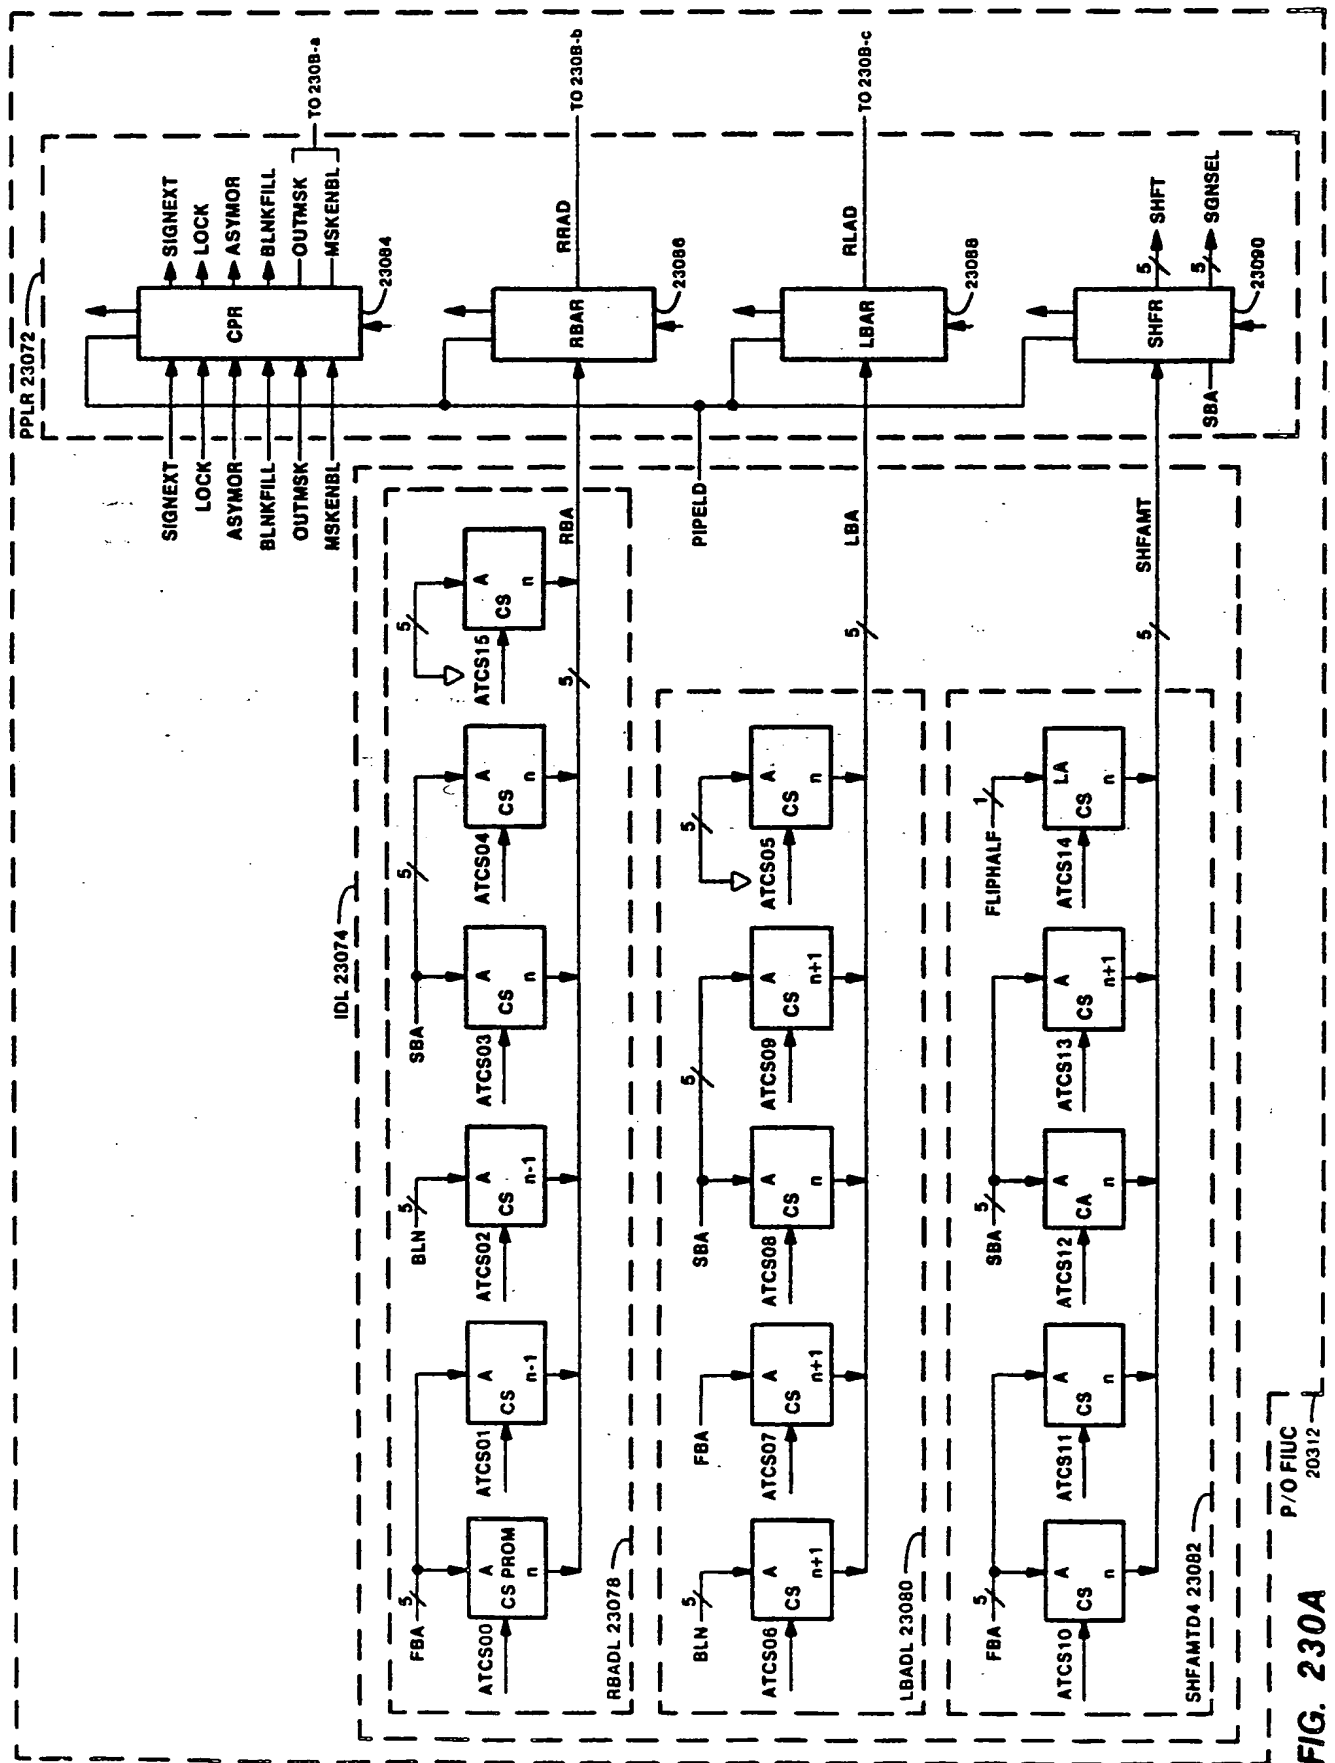 PPLR 23072
SIGNEXT
LOCK
ASYMOR
BLNKFILL
OUTMSK
MSKENBL
CPR
SIGNEXT
LOCK
ASYMOR
BLNKFILL
OUTMSK
MSKENBL
TO 230B-a
23084
RBAR
RRAD
TO 230B-b
23086
PIPELD
LBAR
RLAD
TO 230B-c
23088
SHFR
SBA
5
SHFT
5
SGNSEL
23090
IDL 23074
RBADL 23078
FBA
5
ATCS00
A
CS PROM
n
ATCS01
A
CS
n-1
BLN
5
ATCS02
A
CS
n-1
SBA
ATCS03
A
CS
n
5
ATCS04
A
CS
n
5
ATCS15
A
CS
n
5
RBA
LBADL 23080
BLN
5
ATCS06
A
CS
n+1
FBA
ATCS07
A
CS
n+1
SBA
ATCS08
A
CS
n
5
ATCS09
A
CS
n+1
5
ATCS05
A
CS
n
5
LBA
SHFAMTD4 23082
FBA
5
ATCS10
A
CS
n
ATCS11
A
CS
n
SBA
5
ATCS12
A
CA
n
ATCS13
A
CS
n+1
FLIPHALF
1
ATCS14
LA
CS
n
5
SHFAMT
P/O FIUC
20312
FIG. 230A